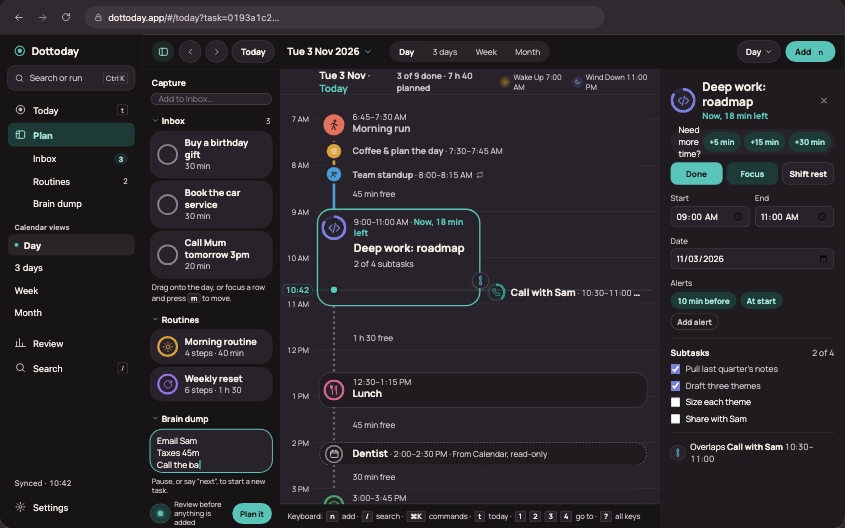 dottoday.app/#/today?task=0193a1c2...
Dottoday
Search or run Ctrl K
Today t
Plan
Inbox 3
Routines 2
Brain dump
Calendar views
Day
3 days
Week
Month
Review
Search /
Synced · 10:42
Settings
Today
Tue 3 Nov 2026
Day 3 days Week Month
Day
Add n
Capture
Add to Inbox...
Inbox 3
Buy a birthday
gift
30 min
Book the car
service
30 min
Call Mum
tomorrow 3pm
20 min
Drag onto the day, or focus a row
and press m to move.
Routines
Morning routine
4 steps · 40 min
Weekly reset
6 steps · 1 h 30
Brain dump
Email Sam
Taxes 45m
Call the ba
Pause, or say "next", to start a new
task.
Review before
anything is
added
Plan it
Tue 3 Nov ·
Today
3 of 9 done · 7 h 40
planned
Wake Up 7:00
AM
Wind Down 11:00
PM
7 AM
8 AM
9 AM
10 AM
10:42
11 AM
12 PM
1 PM
2 PM
3 PM
6:45–7:30 AM
Morning run
Coffee & plan the day · 7:30–7:45 AM
Team standup · 8:00–8:15 AM
45 min free
9:00–11:00 AM · Now, 18 min
left
Deep work: roadmap
2 of 4 subtasks
Call with Sam · 10:30–11:00 ...
1 h 30 free
12:30–1:15 PM
Lunch
45 min free
Dentist · 2:00–2:30 PM · From Calendar, read-only
30 min free
3:00–3:45 PM
Keyboard: n add · / search · ⌘K commands · t today · 1 2 3 4 go to · ? all keys
Deep work:
roadmap
Now, 18 min left
Need
more
time?
+5 min +15 min +30 min
Done Focus Shift rest
Start End
09:00 AM 11:00 AM
Date
11/03/2026
Alerts
10 min before At start
Add alert
Subtasks 2 of 4
Pull last quarter's notes
Draft three themes
Size each theme
Share with Sam
Overlaps Call with Sam 10:30–
11:00